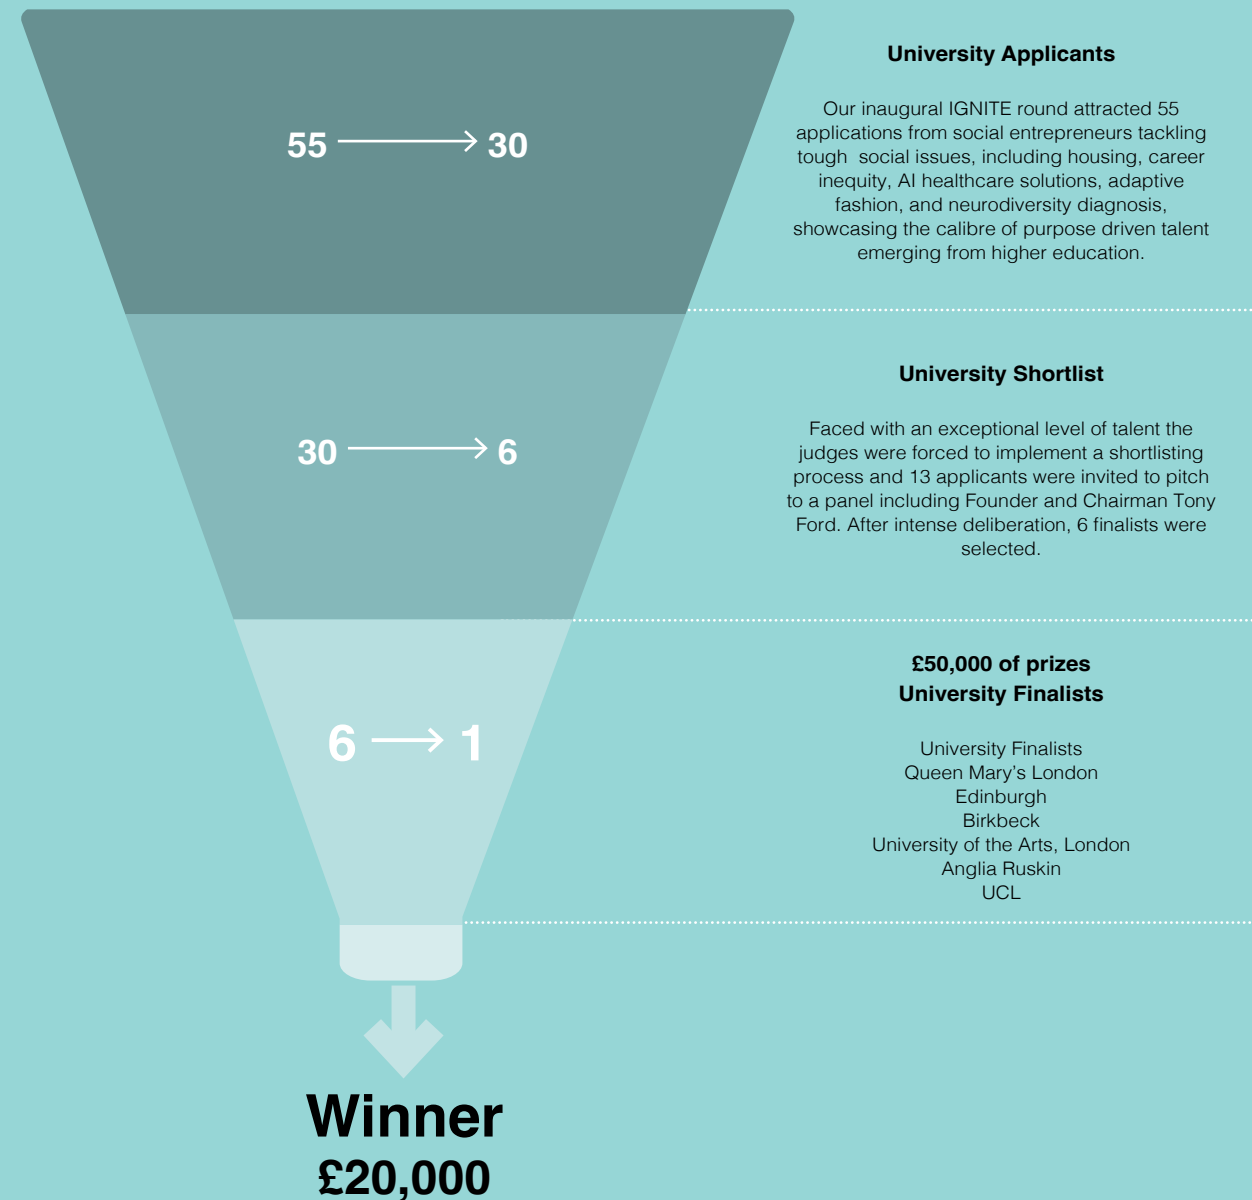 University Applicants
Our inaugural IGNITE round attracted 55
applications from social entrepreneurs tackling
tough  social issues, including housing, career
inequity, AI healthcare solutions, adaptive
fashion, and neurodiversity diagnosis,
showcasing the calibre of purpose driven talent
emerging from higher education.
55 → 30
University Shortlist
Faced with an exceptional level of talent the
judges were forced to implement a shortlisting
process and 13 applicants were invited to pitch
to a panel including Founder and Chairman Tony
Ford. After intense deliberation, 6 finalists were
selected.
30 → 6
£50,000 of prizes
University Finalists
University Finalists
Queen Mary’s London
Edinburgh
Birkbeck
University of the Arts, London
Anglia Ruskin
UCL
6 → 1
Winner
£20,000